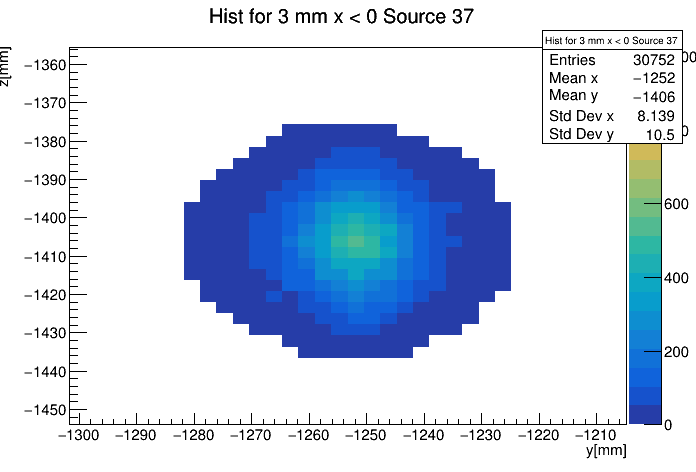 Hist for 3 mm x < 0 Source 37
Hist for 3 mm x < 0 Source 37
Entries 30752
Mean x −1252
Mean y −1406
Std Dev x 8.139
Std Dev y 10.5
z[mm]
−1360
−1370
−1380
−1390
−1400
−1410
−1420
−1430
−1440
−1450
600
400
200
0
−1300 −1290 −1280 −1270 −1260 −1250 −1240 −1230 −1220 −1210
y[mm]